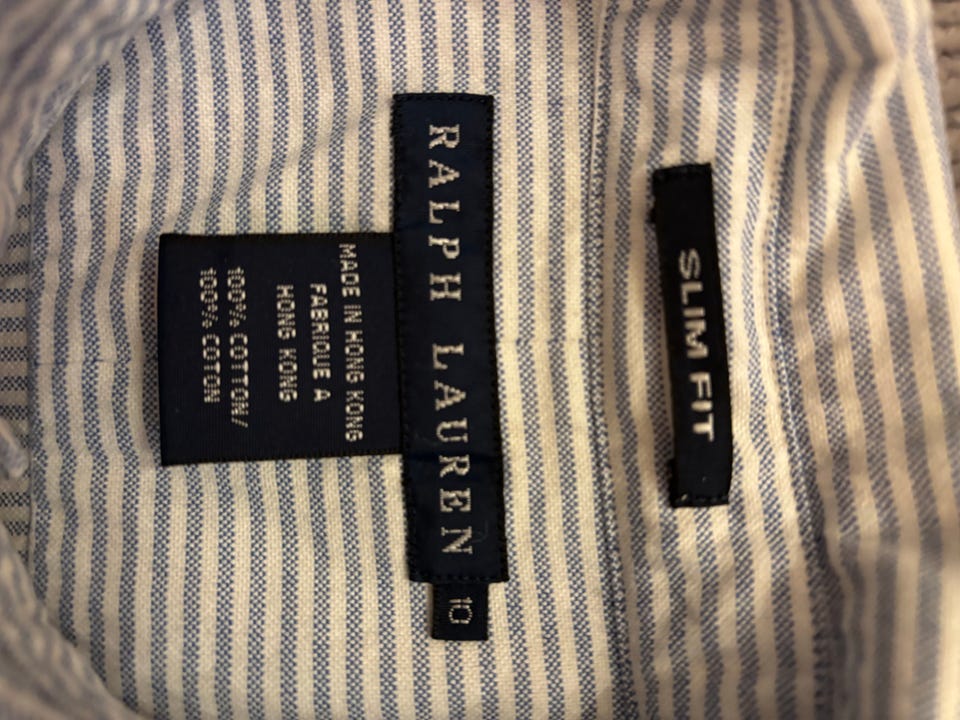 SLIM FIT
RALPH LAUREN
10
MADE IN HONG KONG
FABRIQUE A
HONG KONG
100% COTTON/
100% COTON